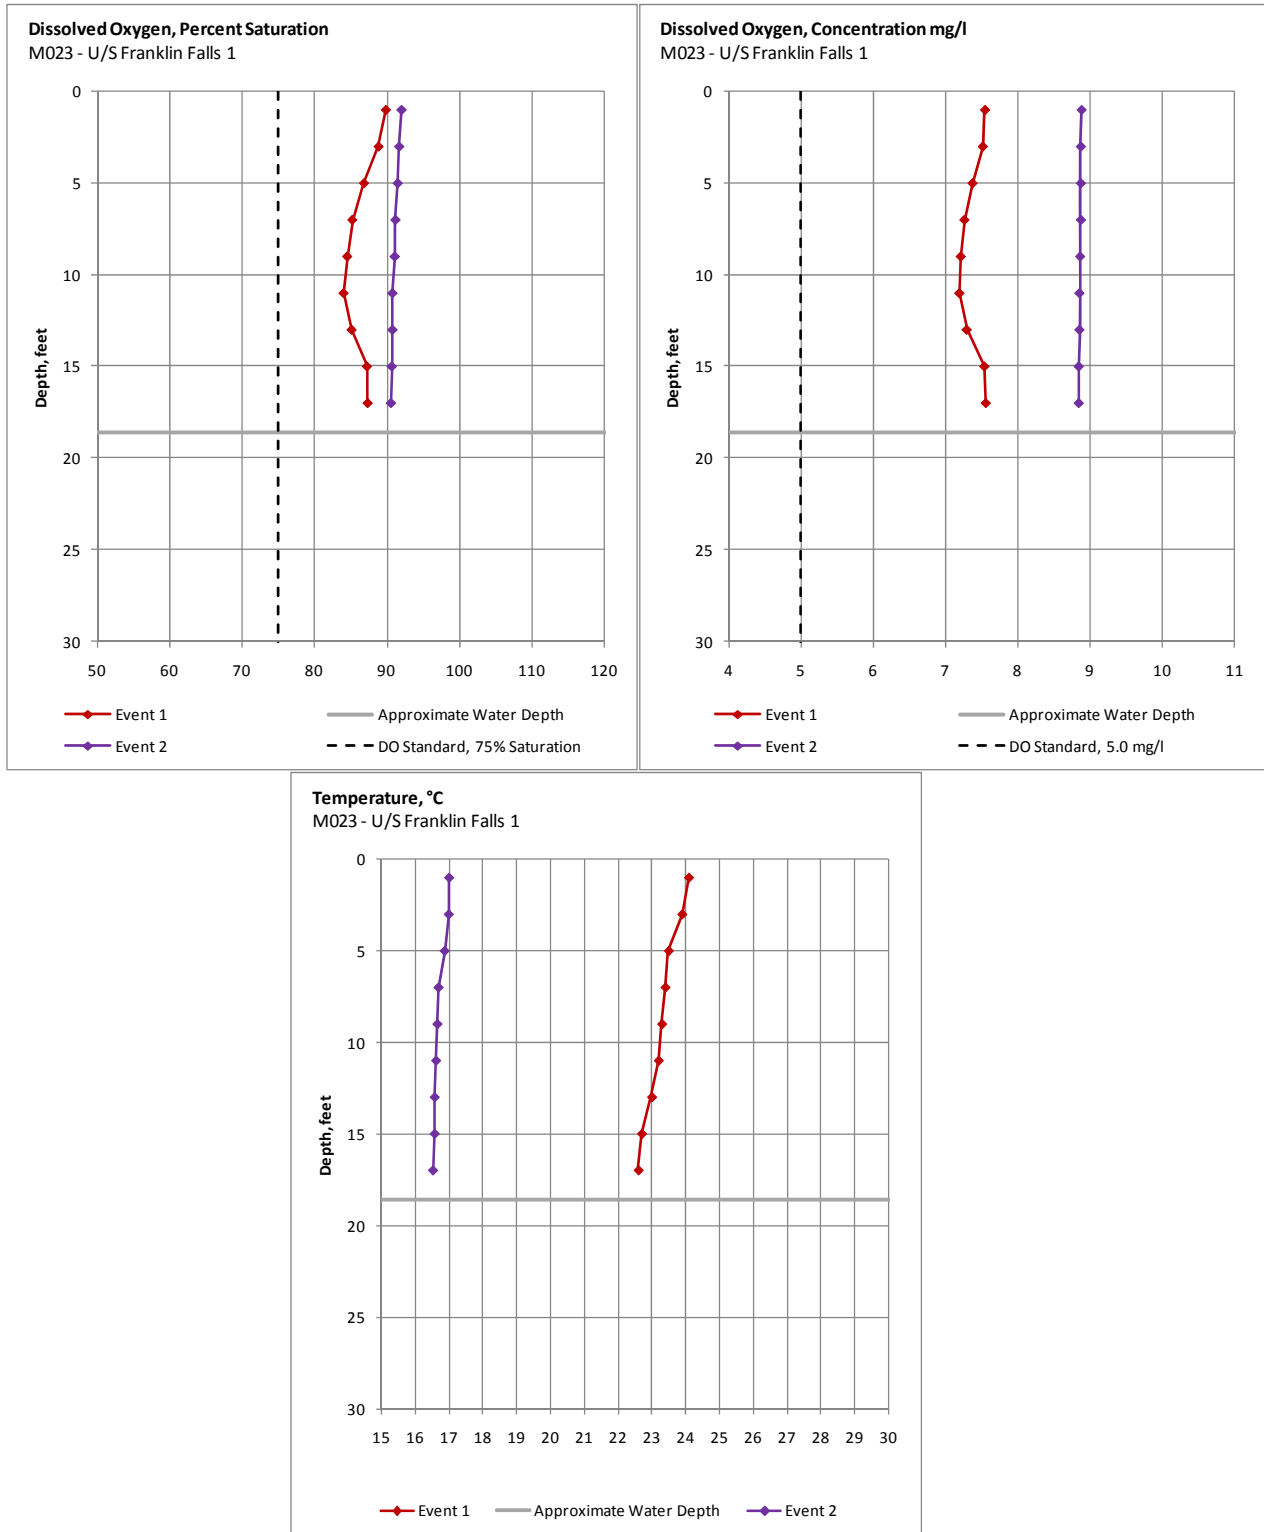 Dissolved Oxygen, Percent Saturation
M023 - U/S Franklin Falls 1
0
5
10
15
20
25
30
Depth, feet
50 60 70 80 90 100 110 120
Event 1 Approximate Water Depth
Event 2 DO Standard, 75% Saturation
Dissolved Oxygen, Concentration mg/l
M023 - U/S Franklin Falls 1
0
5
10
15
20
25
30
Depth, feet
4 5 6 7 8 9 10 11
Event 1 Approximate Water Depth
Event 2 DO Standard, 5.0 mg/l
Temperature, °C
M023 - U/S Franklin Falls 1
0
5
10
15
20
25
30
Depth, feet
15 16 17 18 19 20 21 22 23 24 25 26 27 28 29 30
Event 1 Approximate Water Depth Event 2